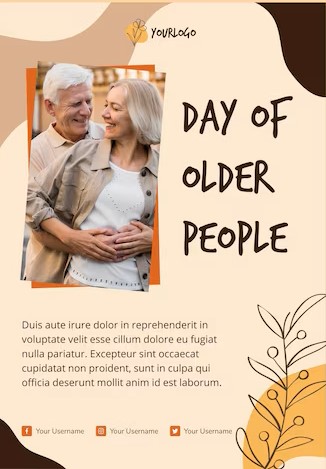 YOURLOGO
DAY OF
OLDER
PEOPLE
Duis aute irure dolor in reprehenderit in
voluptate velit esse cillum dolore eu fugiat
nulla pariatur. Excepteur sint occaecat
cupidatat non proident, sunt in culpa qui
officia deserunt mollit anim id est laborum.
Your Username Your Username Your Username